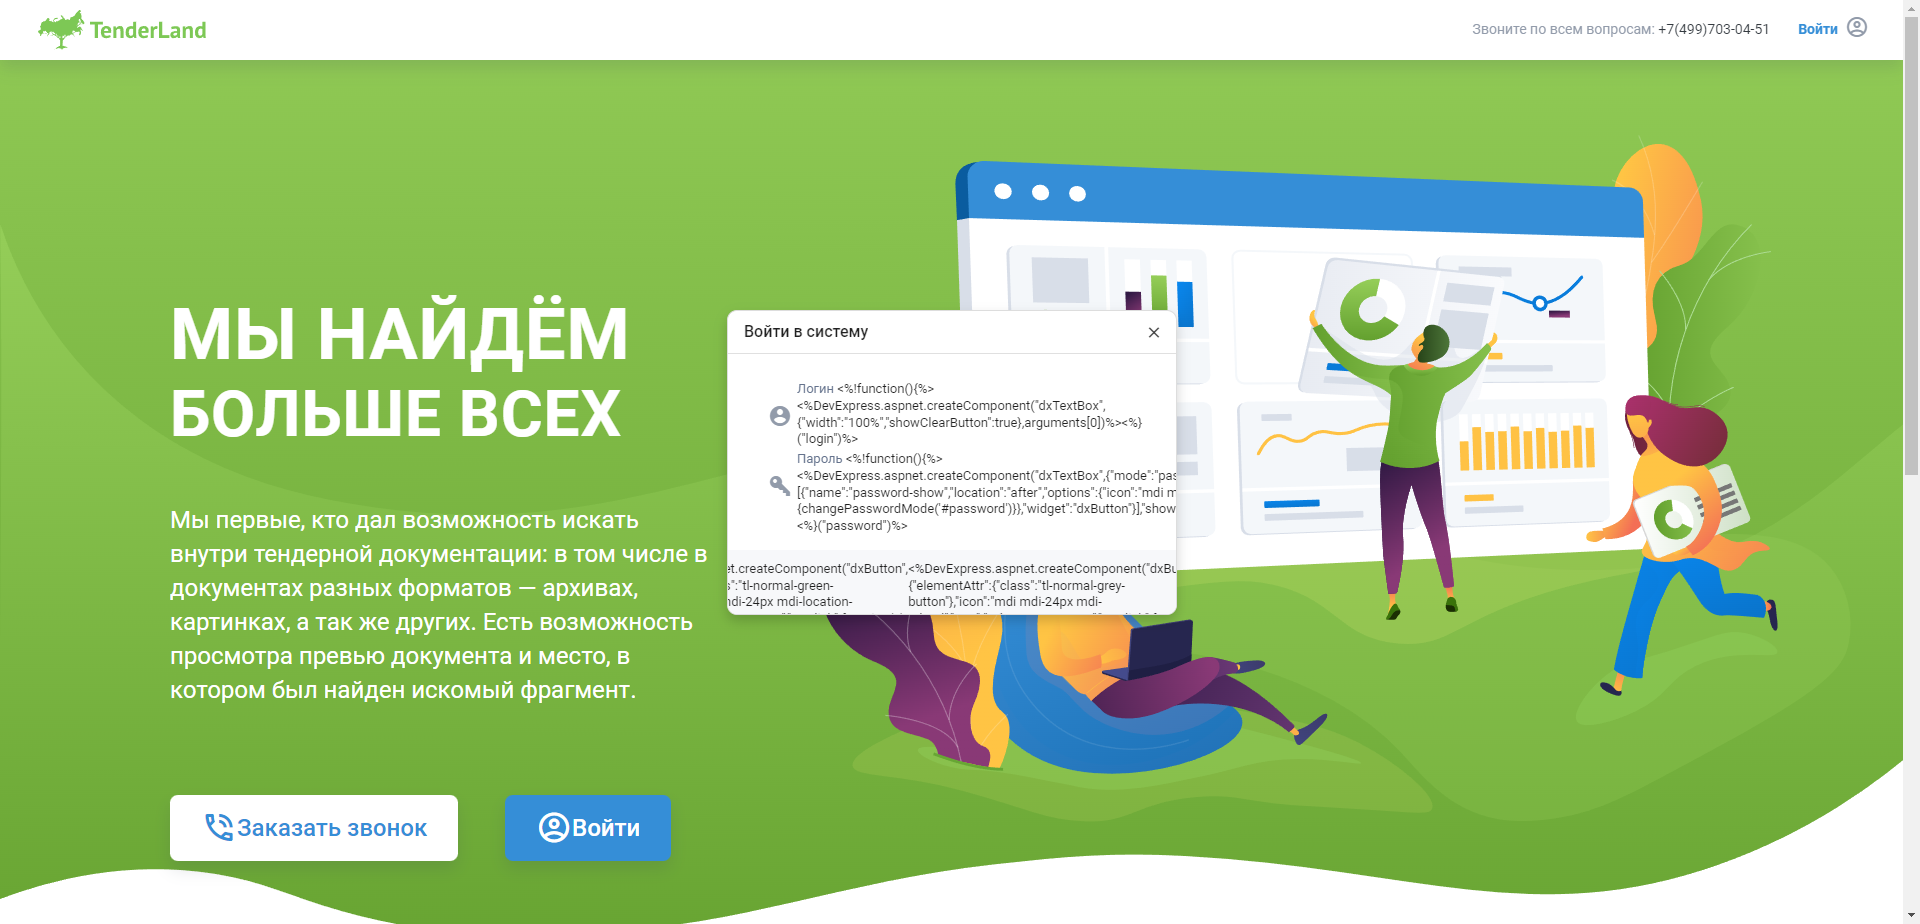 TenderLand
Звоните по всем вопросам: +7(499)703-04-51
Войти
МЫ НАЙДЁМ
БОЛЬШЕ ВСЕХ
Мы первые, кто дал возможность искать
внутри тендерной документации: в том числе в
документах разных форматов — архивах,
картинках, а так же других. Есть возможность
просмотра превью документа и место, в
котором был найден искомый фрагмент.
Заказать звонок
Войти
Войти в систему
Логин <%!function(){%>
<%DevExpress.aspnet.createComponent("dxTextBox",
{"width":"100%","showClearButton":true},arguments[0])%><%}
("login")%>
Пароль <%!function(){%>
<%DevExpress.aspnet.createComponent("dxTextBox",{"mode":"pas
[{"name":"password-show","location":"after","options":{"icon":"mdi m
{changePasswordMode('#password')}},"widget":"dxButton"}],"show
<%}("password")%>
et.createComponent("dxButton",
s":"tl-normal-green-
mdi-24px mdi-location-
<%DevExpress.aspnet.createComponent("dxBu
{"elementAttr":{"class":"tl-normal-grey-
button"},"icon":"mdi mdi-24px mdi-